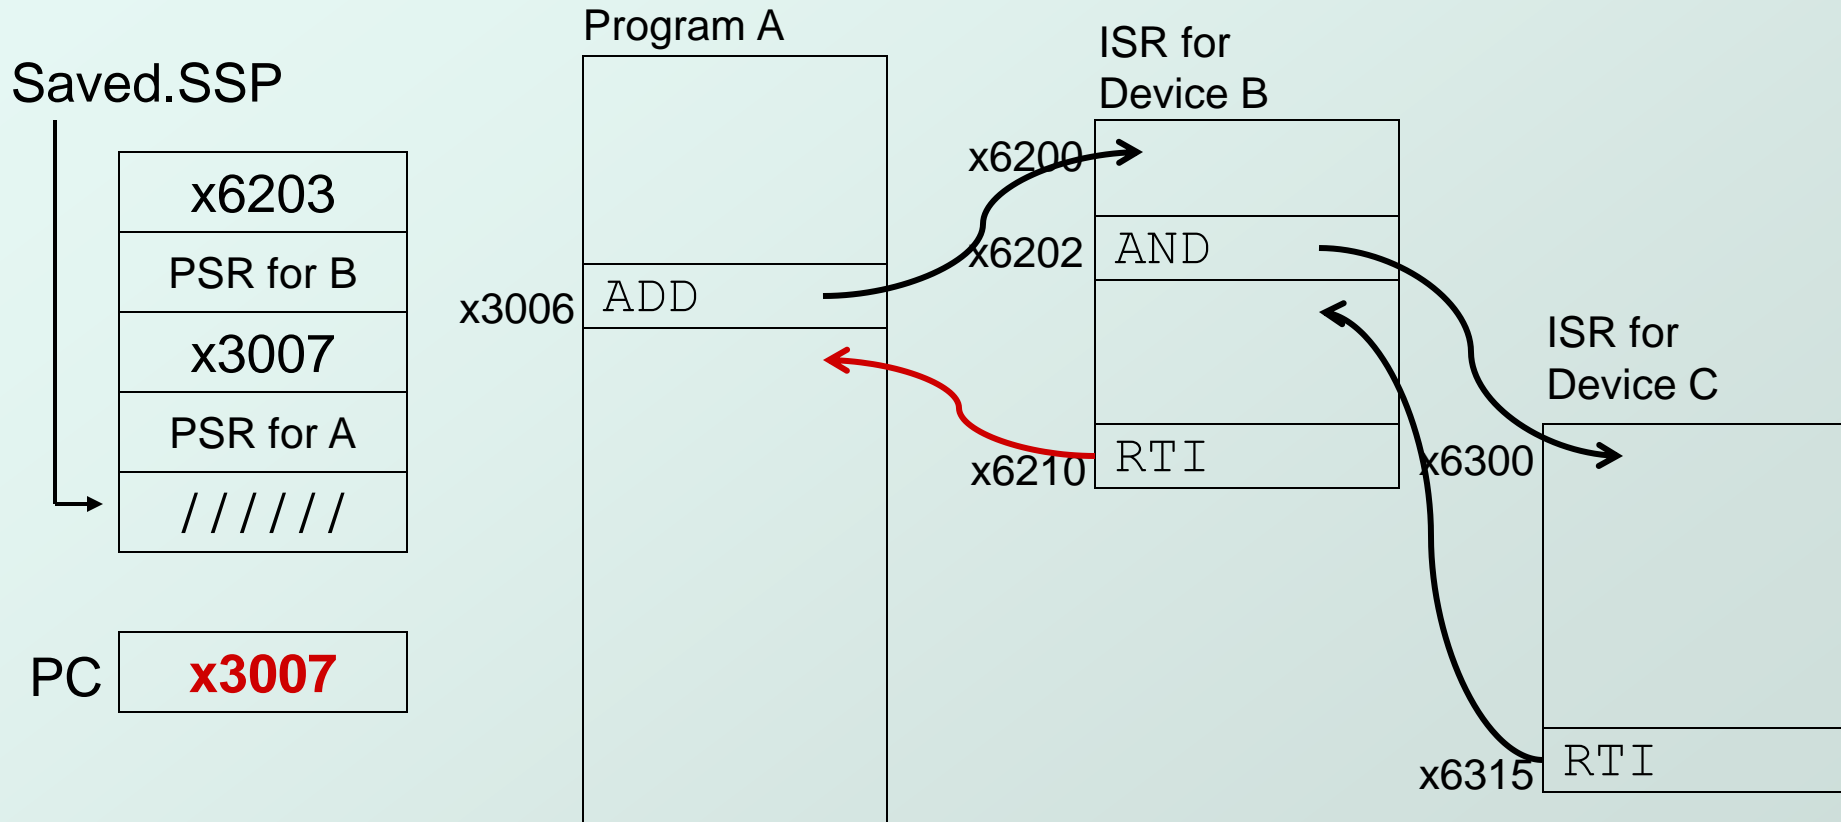 Saved.SSP
x6203
PSR for B
x3007
PSR for A
//////
PC
x3007
Program A
x3006
ADD
ISR for
Device B
x6200
x6202
AND
x6210
RTI
ISR for
Device C
x6300
x6315
RTI